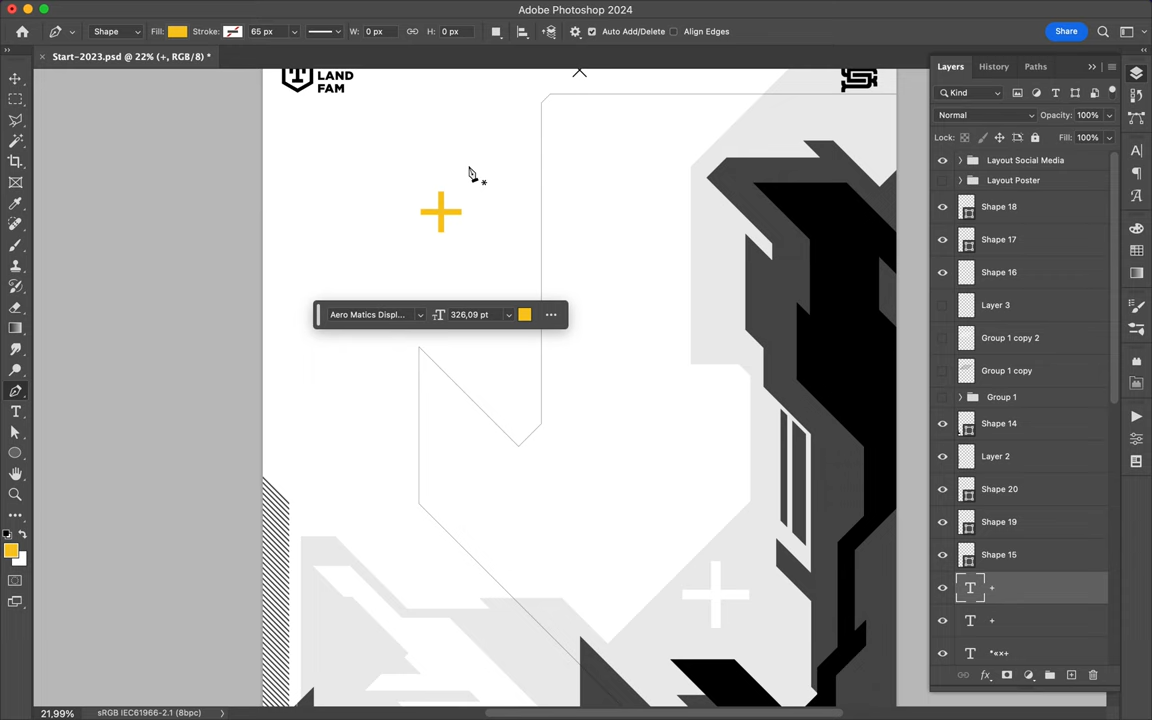 Adobe Photoshop 2024
Shape
Fill:
Stroke:
65 px
W: 0 px
H: 0 px
Auto Add/Delete
Align Edges
Share
Start-2023.psd @ 22% (+, RGB/8) *
LAND
FAM
Aero Matics Displ...
326,09 pt
Layers
History
Paths
Kind
Normal
Opacity: 100%
Lock:
Fill: 100%
Layout Social Media
Layout Poster
Shape 18
Shape 17
Shape 16
Layer 3
Group 1 copy 2
Group 1 copy
Group 1
Shape 14
Layer 2
Shape 20
Shape 19
Shape 15
+
+
*«×+
21,99%
sRGB IEC61966-2.1 (8bpc)